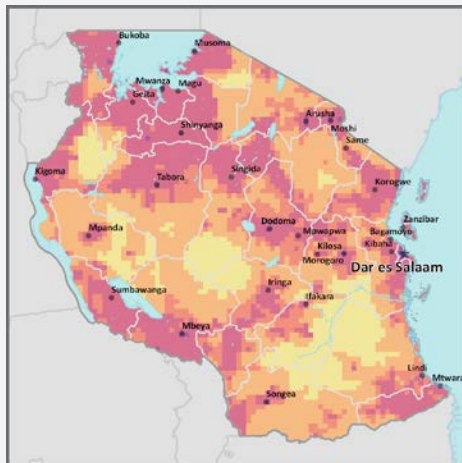 Bukoba
Musoma
Mwanza
Magu
Geita
Shinyanga
Arusha
Moshi
Same
Kigoma
Tabora
Singida
Korogwe
Mpanda
Dodoma
Mpwapwa
Zanzibar
Bagamoyo
Kilosa
Kibaha
Morogoro
Dar es Salaam
Sumbawanga
Iringa
Ifakara
Mbeya
Lindi
Mtwara
Songea